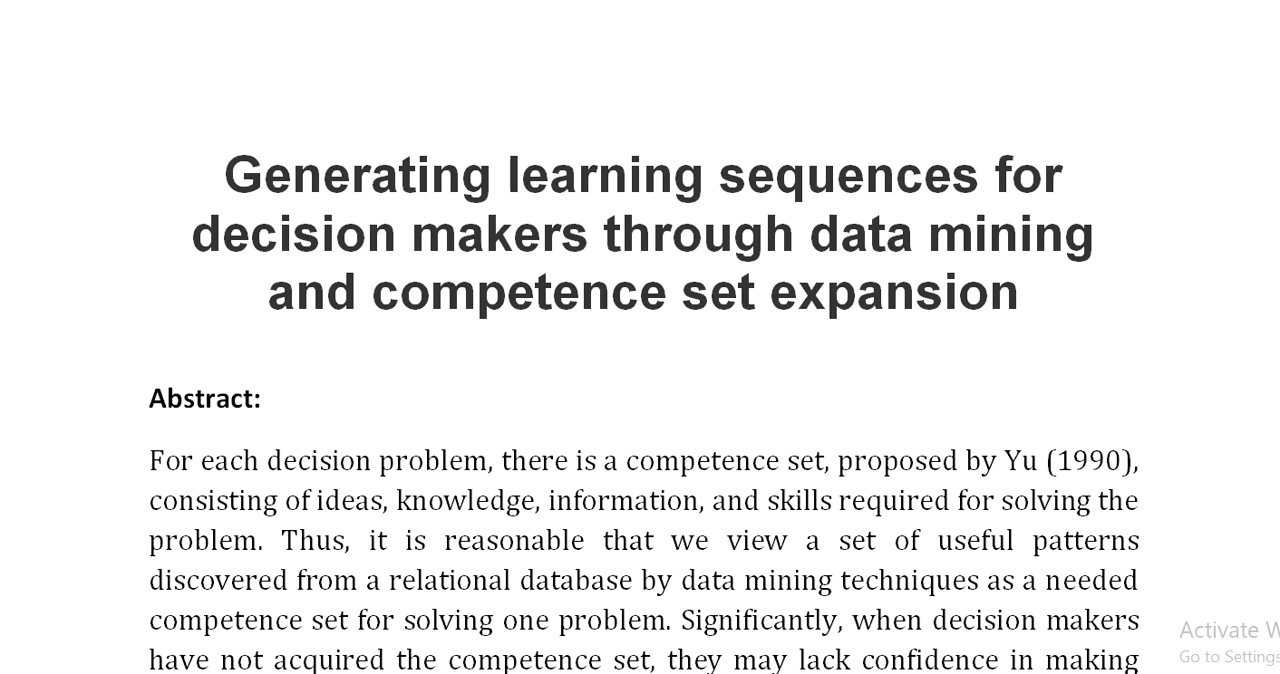 Generating learning sequences for
decision makers through data mining
and competence set expansion
Abstract:
For each decision problem, there is a competence set, proposed by Yu (1990),
consisting of ideas, knowledge, information, and skills required for solving the
problem. Thus, it is reasonable that we view a set of useful patterns
discovered from a relational database by data mining techniques as a needed
competence set for solving one problem. Significantly, when decision makers
have not acquired the competence set, they may lack confidence in making
Activate W
Go to Settings